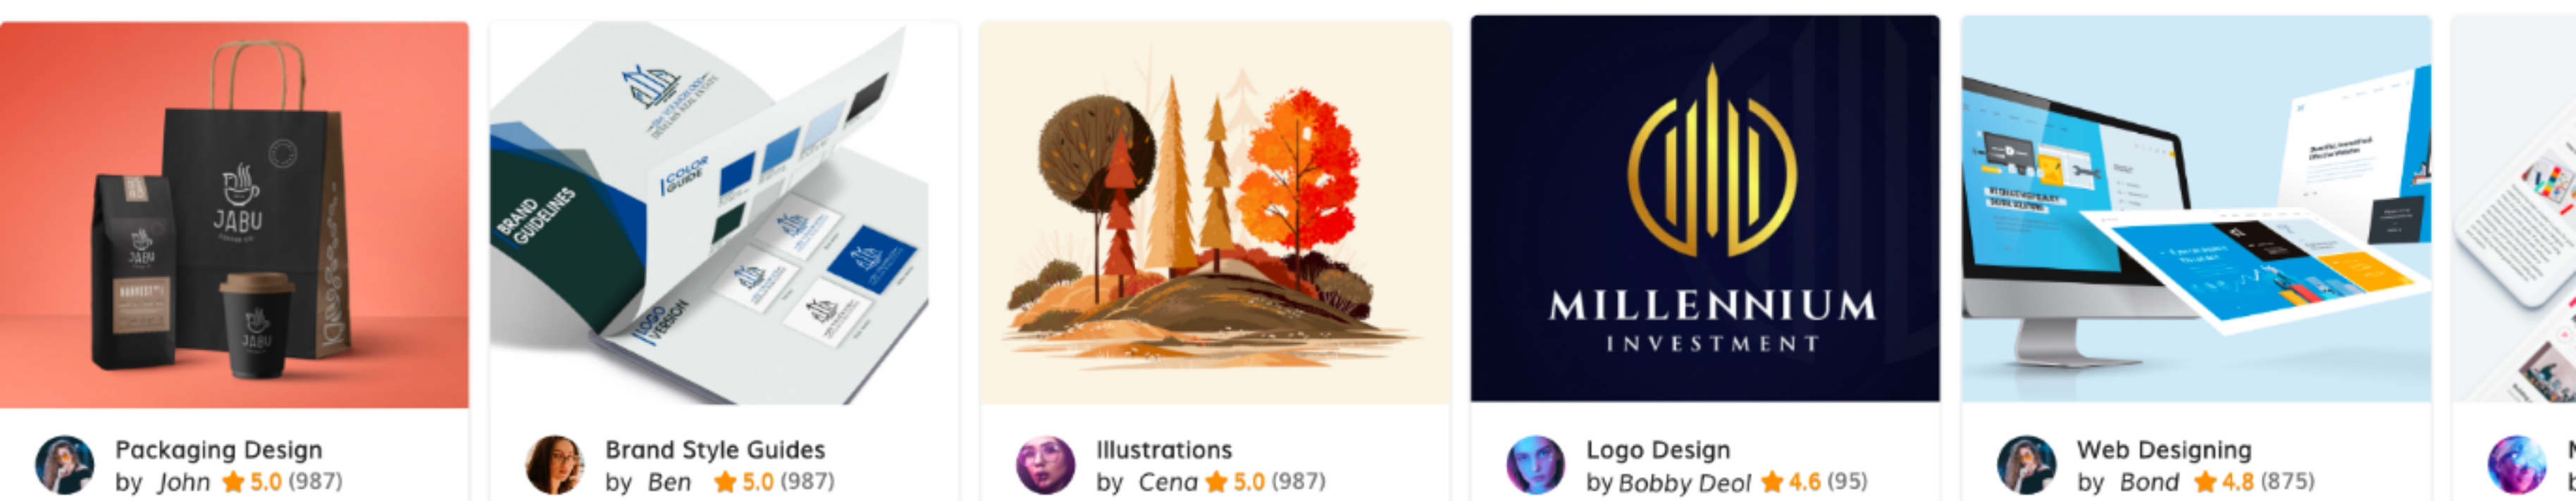 JABU
JABU
HARVEST
JABU
Packaging Design
by John 5.0 (987)
BRAND
GUIDELINES
COLOR
GUIDE
LOGO
VERSION
Brand Style Guides
by Ben 5.0 (987)
Illustrations
by Cena 5.0 (987)
MILLENNIUM
INVESTMENT
Logo Design
by Bobby Deol 4.6 (95)
Web Designing
by Bond 4.8 (875)